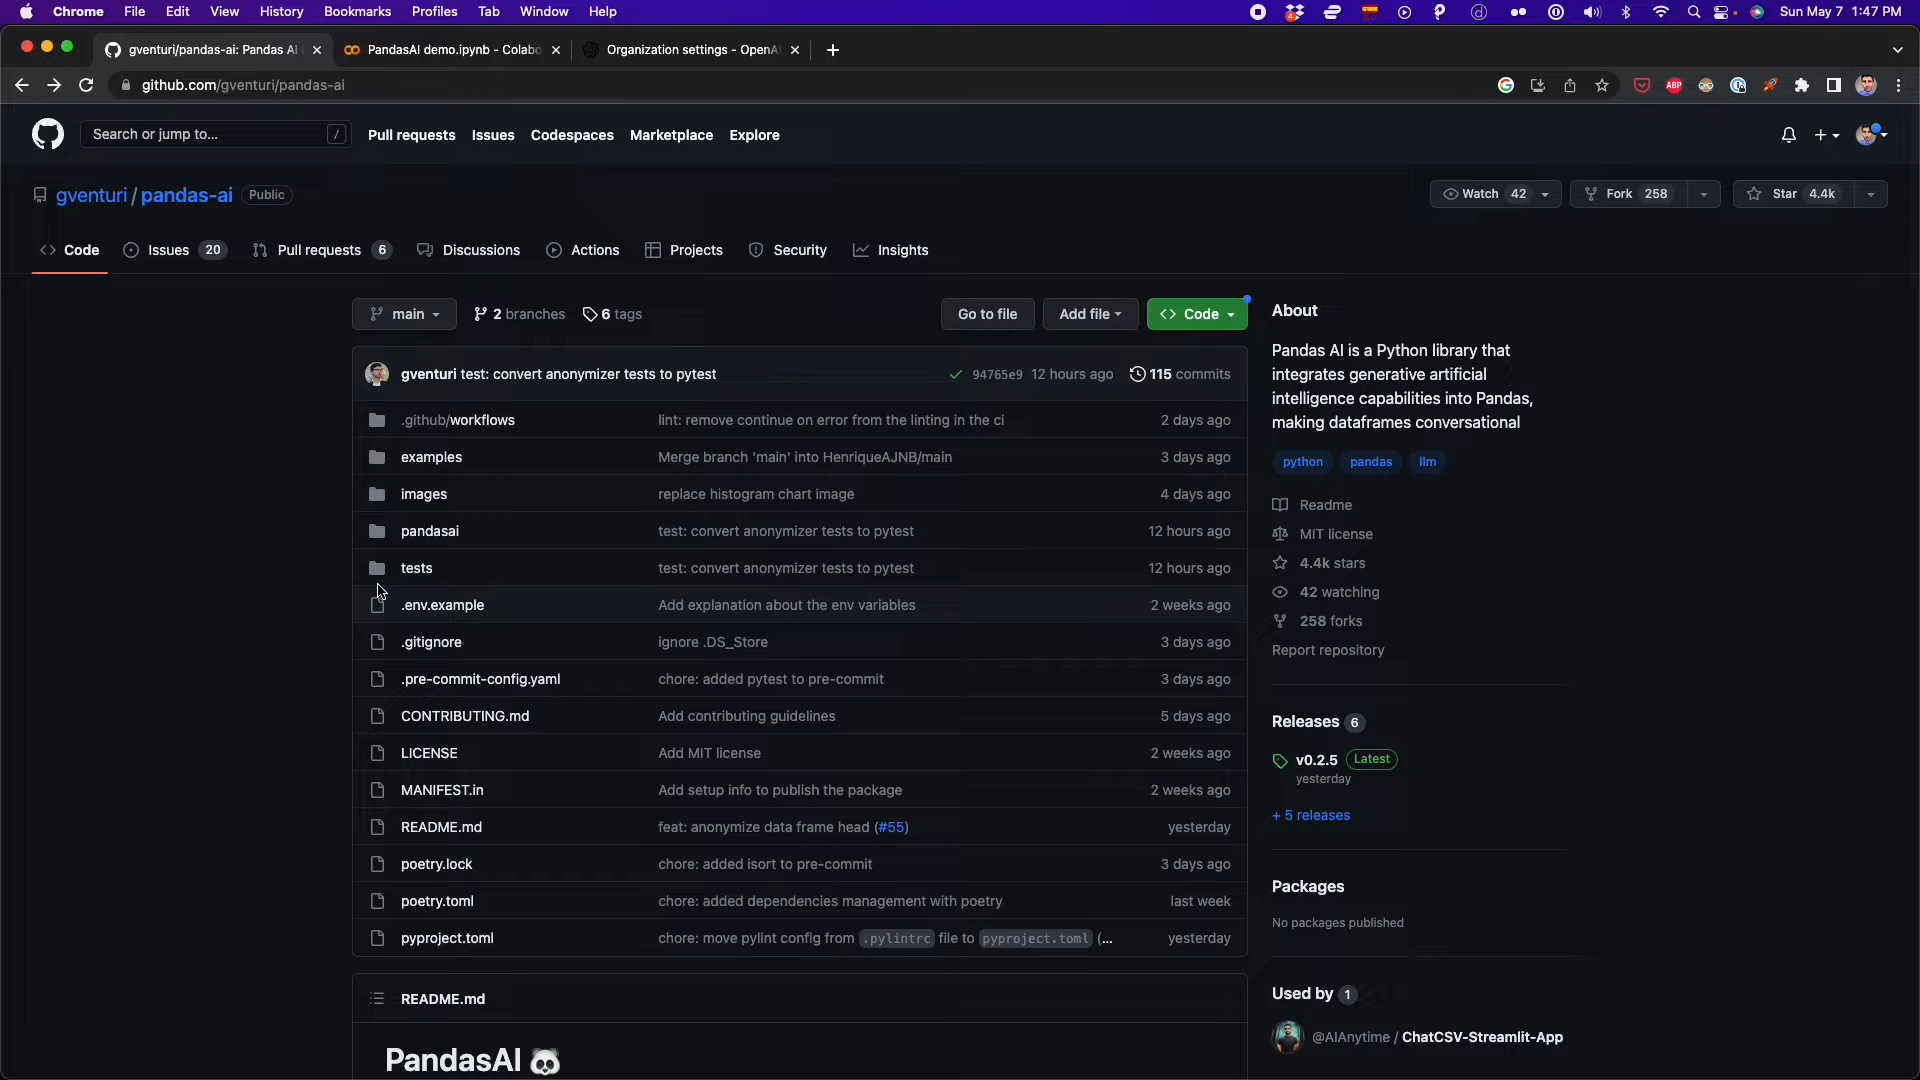 Chrome File Edit View History Bookmarks Profiles Tab Window Help Sun May 7 1:47 PM
gventuri/pandas-ai: Pandas AI PandasAI demo.ipynb - Colabo Organization settings - OpenA
github.com/gventuri/pandas-ai ABP
Search or jump to... / Pull requests Issues Codespaces Marketplace Explore
gventuri / pandas-ai Public Watch 42 Fork 258 Star 4.4k
Code Issues 20 Pull requests 6 Discussions Actions Projects Security Insights
main 2 branches 6 tags Go to file Add file Code
gventuri test: convert anonymizer tests to pytest 94765e9 12 hours ago 115 commits
.github/workflows lint: remove continue on error from the linting in the ci 2 days ago
examples Merge branch 'main' into HenriqueAJNB/main 3 days ago
images replace histogram chart image 4 days ago
pandasai test: convert anonymizer tests to pytest 12 hours ago
tests test: convert anonymizer tests to pytest 12 hours ago
.env.example Add explanation about the env variables 2 weeks ago
.gitignore ignore .DS_Store 3 days ago
.pre-commit-config.yaml chore: added pytest to pre-commit 3 days ago
CONTRIBUTING.md Add contributing guidelines 5 days ago
LICENSE Add MIT license 2 weeks ago
MANIFEST.in Add setup info to publish the package 2 weeks ago
README.md feat: anonymize data frame head (#55) yesterday
poetry.lock chore: added isort to pre-commit 3 days ago
poetry.toml chore: added dependencies management with poetry last week
pyproject.toml chore: move pylint config from .pylintrc file to pyproject.toml (... yesterday
README.md
PandasAI 🐼
About
Pandas AI is a Python library that
integrates generative artificial
intelligence capabilities into Pandas,
making dataframes conversational
python pandas llm
Readme
MIT license
4.4k stars
42 watching
258 forks
Report repository
Releases 6
v0.2.5 Latest
yesterday
+ 5 releases
Packages
No packages published
Used by 1
@AIAnytime / ChatCSV-Streamlit-App